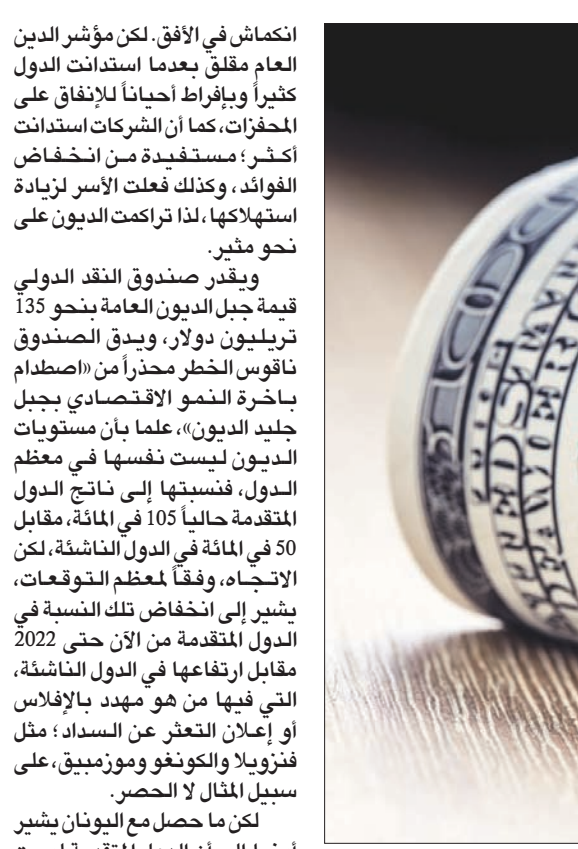 انكماش في الأفق. لكن مؤشر الدين
العام مقلق بعدما استدانت الدول
كثيراً وبإفراط أحياناً للإنفاق على
المحفزات، كما أن الشركات استدانت
أكثر؛ مستفيدة من انخفاض
الفوائد، وكذلك فعلت الأسر لزيادة
استهلاكها، لذا تراكمت الديون على
نحو مثير.
ويقدر صندوق النقد الدولي
قيمة جبل الديون العامة بنحو 135
تريليون دولار، ويدق الصندوق
ناقوس الخطر محذراً من «اصطدام
باخرة النمو الاقتصادي بجبل
جليد الديون»، علما بأن مستويات
الديون ليست نفسها في معظم
الدول، فنسبتها إلى ناتج الدول
المتقدمة حالياً 105 في المائة، مقابل
50 في المائة في الدول الناشئة، لكن
الاتجاه، وفقاً لمعظم التوقعات،
يشير إلى انخفاض تلك النسبة في
الدول المتقدمة من الآن حتى 2022
مقابل ارتفاعها في الدول الناشئة،
التي فيها من هو مهدد بالإفلاس
أو إعلان التعثر عن السداد؛ مثل
فنزويلا والكونغو وموزمبيق، على
سبيل المثال لا الحصر.
لكن ما حصل مع اليونان يشير